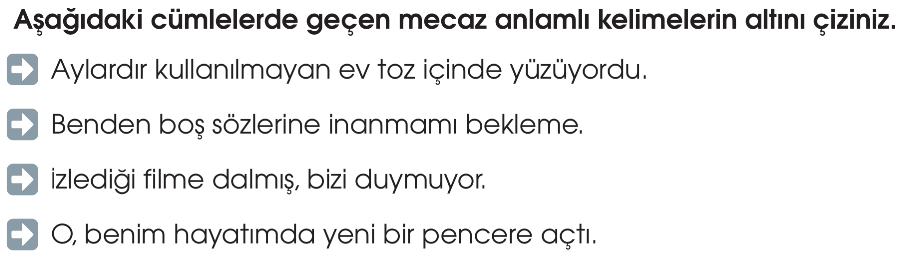 Aşağıdaki cümlelerde geçen mecaz anlamlı kelimelerin altını çiziniz.
Aylardır kullanılmayan ev toz içinde yüzüyordu.
Benden boş sözlerine inanmamı bekleme.
izlediği filme dalmış, bizi duymuyor.
O, benim hayatımda yeni bir pencere açtı.